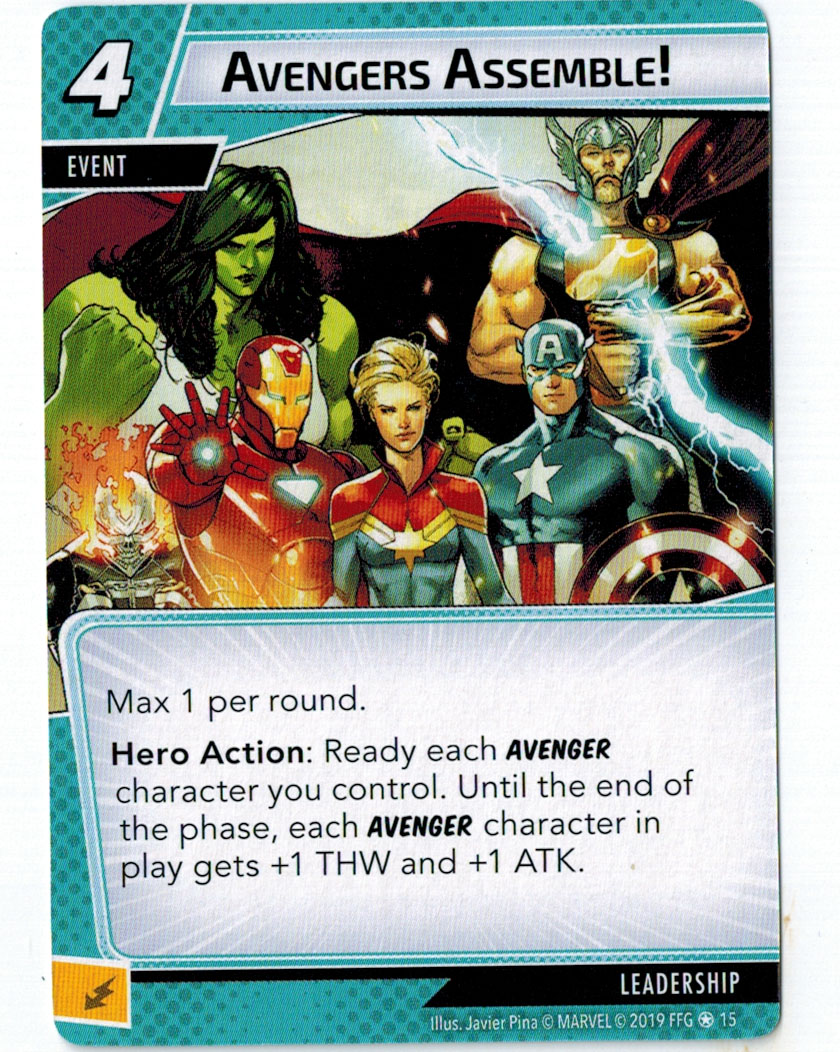 4
AVENGERS ASSEMBLE!
EVENT
A
Max 1 per round.
Hero Action: Ready each AVENGER
character you control. Until the end of
the phase, each AVENGER character in
play gets +1 THW and +1 ATK.
LEADERSHIP
Illus. Javier Pina © MARVEL © 2019 FFG ✪ 15